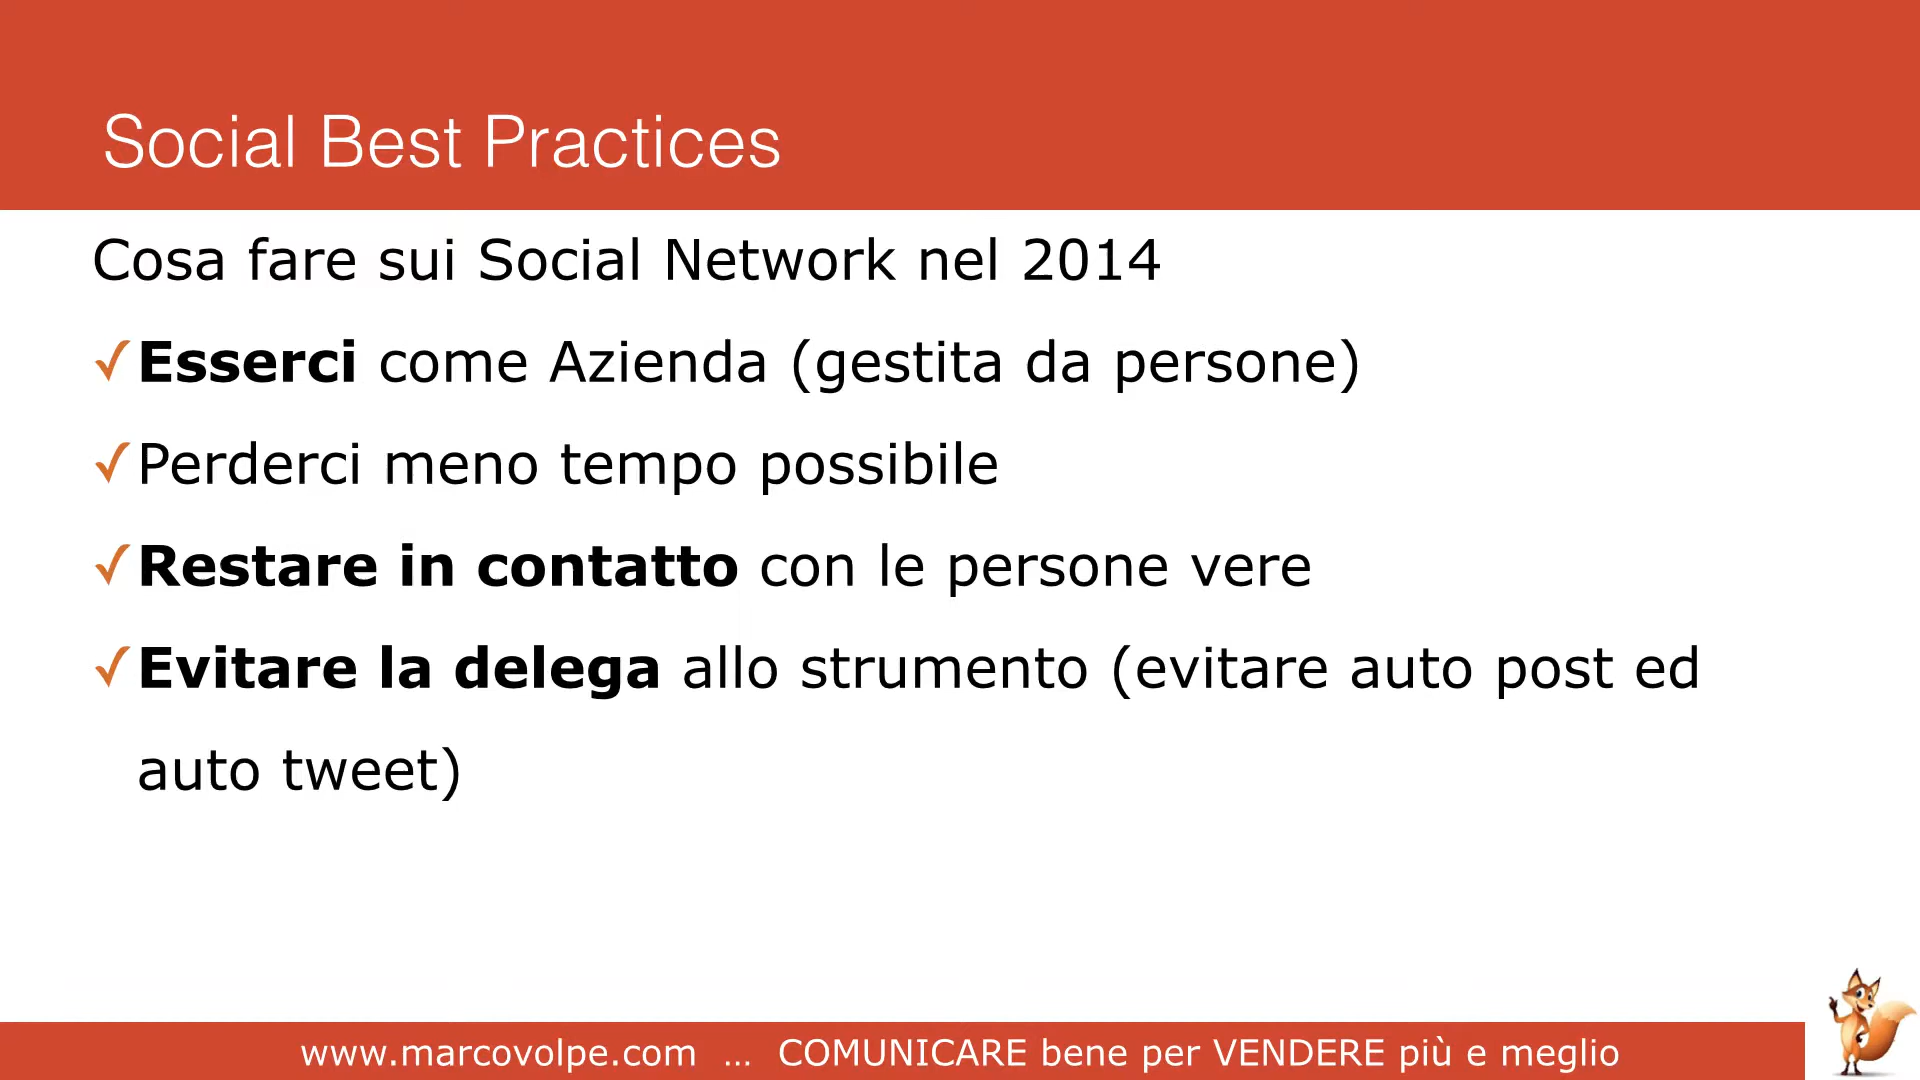 Social Best Practices
Cosa fare sui Social Network nel 2014
✓Esserci come Azienda (gestita da persone)
✓Perderci meno tempo possibile
✓Restare in contatto con le persone vere
✓Evitare la delega allo strumento (evitare auto post ed
auto tweet)
www.marcovolpe.com ... COMUNICARE bene per VENDERE più e meglio